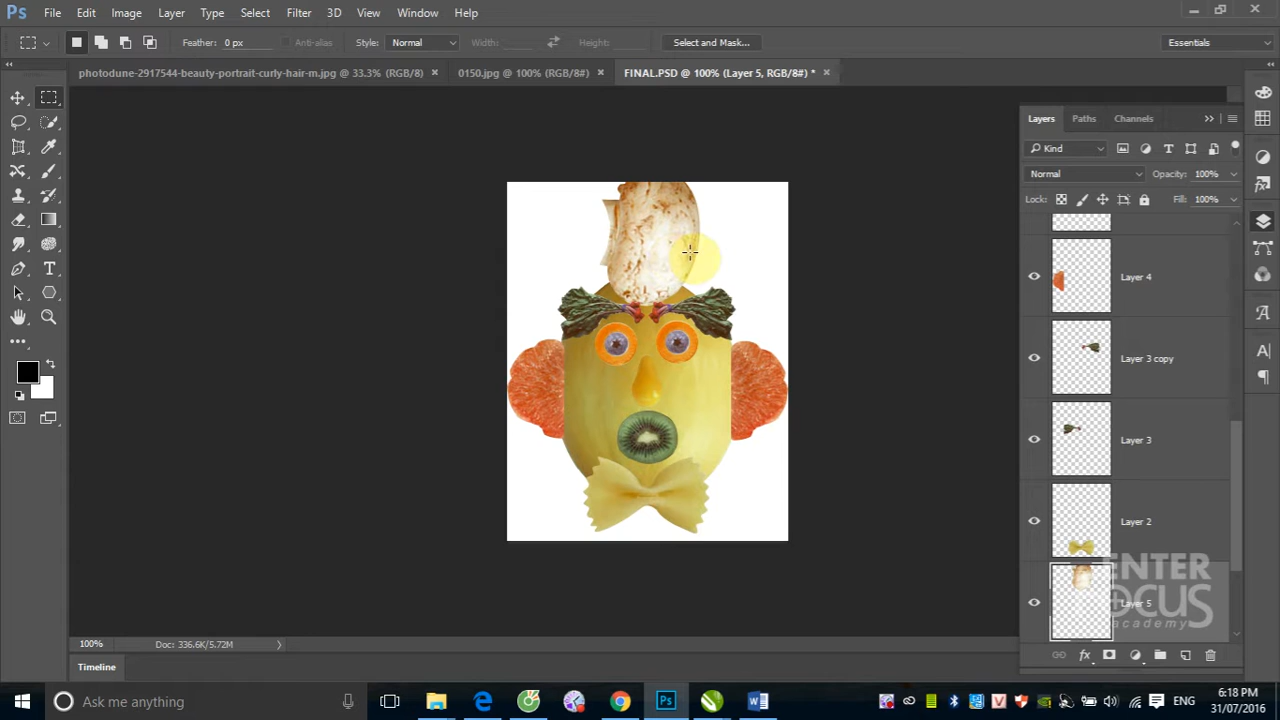 Ps File Edit Image Layer Type Select Filter 3D View Window Help
Feather: 0 px Anti-alias Style: Normal Width: Height: Select and Mask... Essentials
photodune-2917544-beauty-portrait-curly-hair-m.jpg @ 33.3% (RGB/8) × 0150.jpg @ 100% (RGB/8#) × FINAL.PSD @ 100% (Layer 5, RGB/8#) * ×
Layers Paths Channels
Kind
Normal Opacity: 100%
Lock: Fill: 100%
Layer 4
Layer 3 copy
Layer 3
Layer 2
ENTER
Layer 5
FOCUS
academy
100% Doc: 336.6K/5.72M
Timeline
Ask me anything
ENG
6:18 PM
31/07/2016